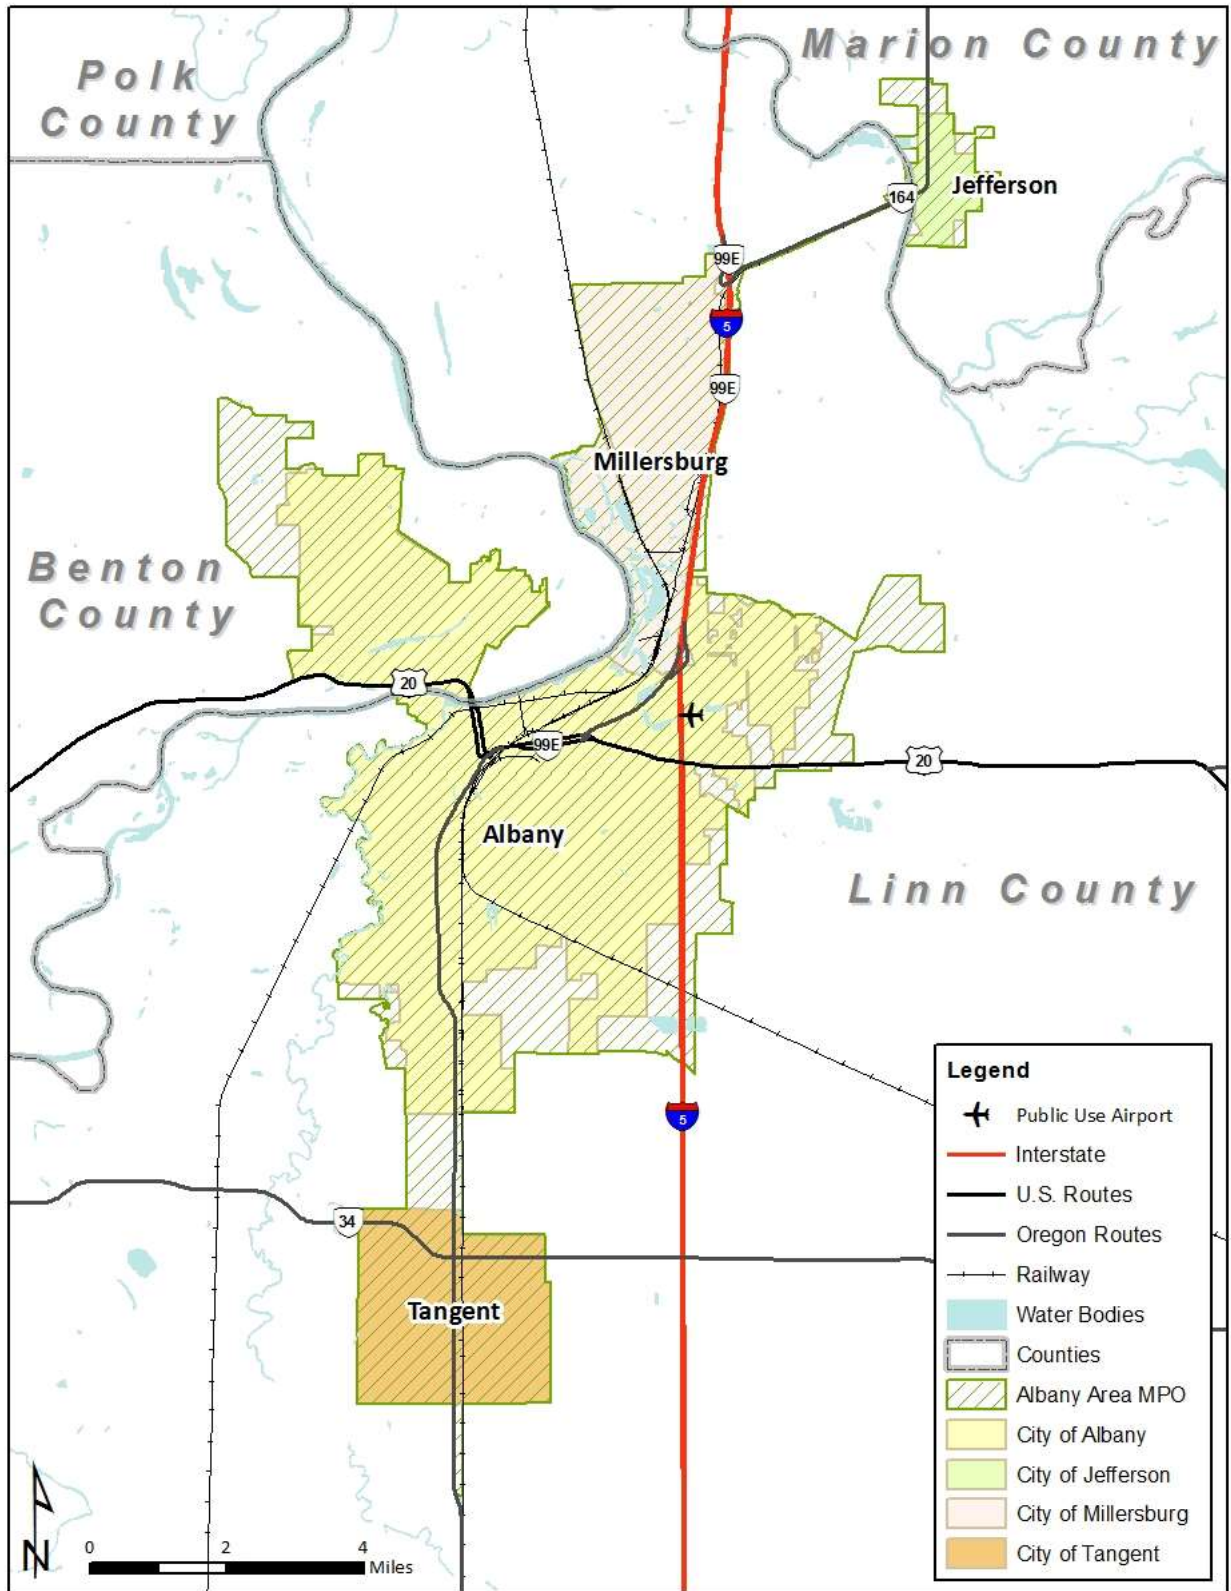 Marion County
Polk
County
Jefferson
164
99E
5
99E
Millersburg
Benton
County
20
99E
20
Albany
Linn County
5
34
Tangent
Legend
Public Use Airport
Interstate
U.S. Routes
Oregon Routes
Railway
Water Bodies
Counties
Albany Area MPO
City of Albany
City of Jefferson
City of Millersburg
City of Tangent
N
0 2 4
Miles